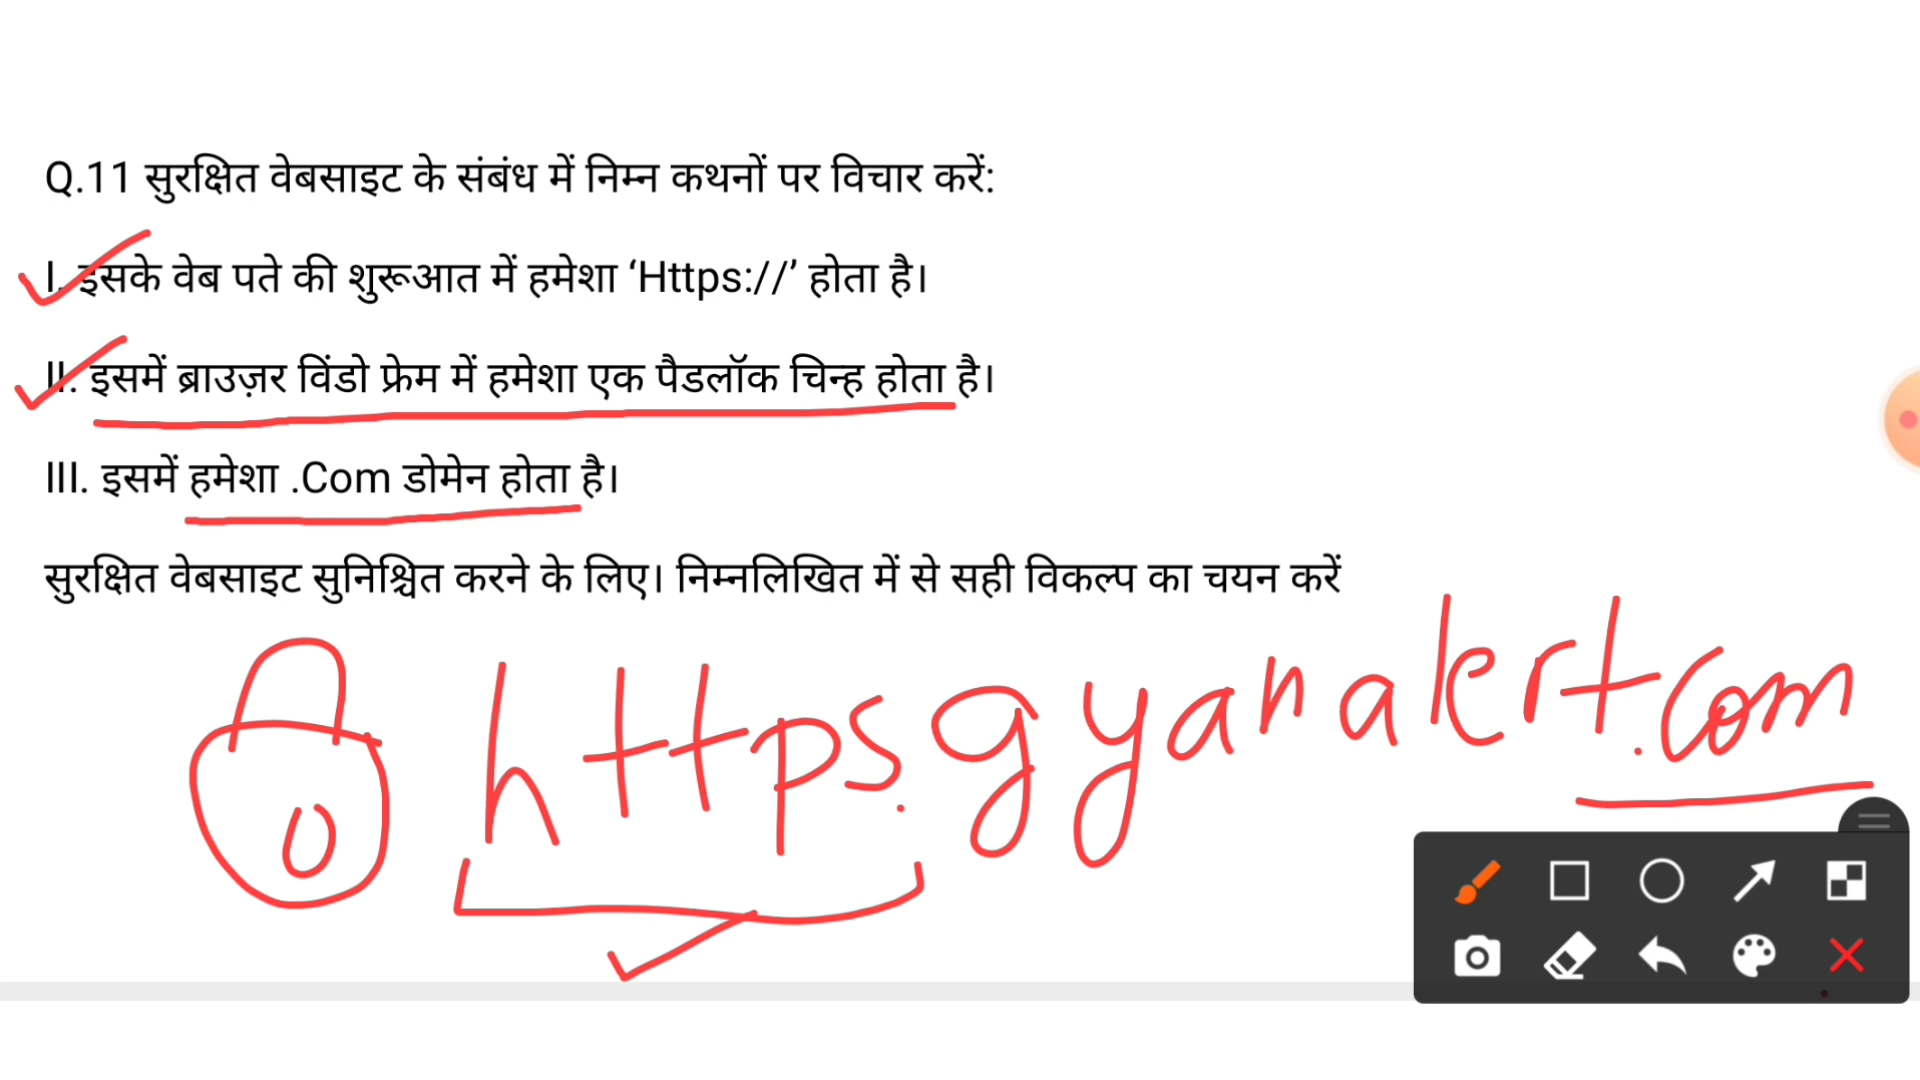 Q.11 सुरक्षित वेबसाइट के संबंध में निम्न कथनों पर विचार करें:
I. इसके वेब पते की शुरूआत में हमेशा ‘Https://’ होता है।
II. इसमें ब्राउज़र विंडो फ्रेम में हमेशा एक पैडलॉक चिन्ह होता है।
III. इसमें हमेशा .Com डोमेन होता है।
सुरक्षित वेबसाइट सुनिश्चित करने के लिए। निम्नलिखित में से सही विकल्प का चयन करें
https.gyanalert.com